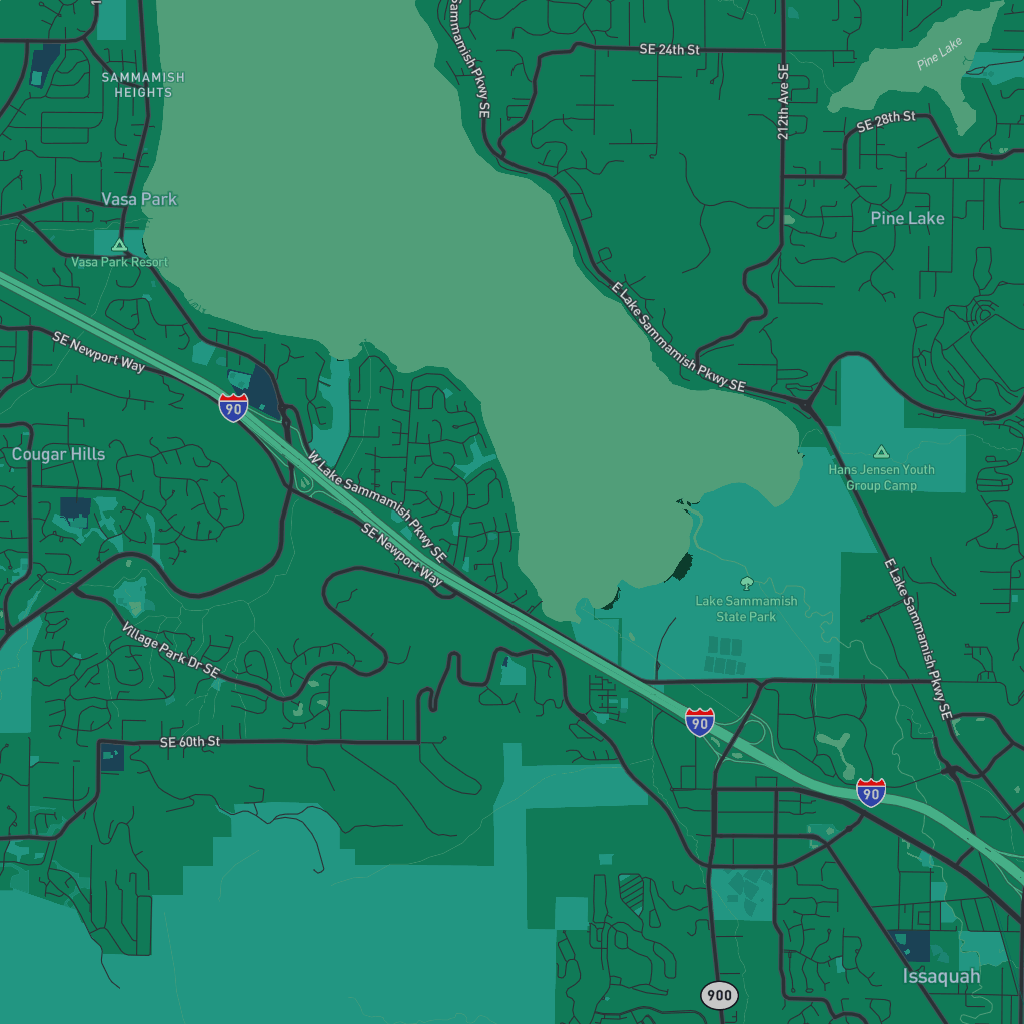 1
Sammamish Pkwy SE
SE 24th St
Pine Lake
SAMMAMISH
HEIGHTS
212th Ave SE
SE 28th St
Vasa Park
Pine Lake
Vasa Park Resort
E Lake Sammamish Pkwy SE
SE Newport Way
90
Cougar Hills
Hans Jensen Youth
Group Camp
W Lake Sammamish Pkwy SE
SE Newport Way
E Lake Sammamish Pkwy SE
Lake Sammamish
State Park
Village Park Dr SE
90
SE 60th St
90
Issaquah
900